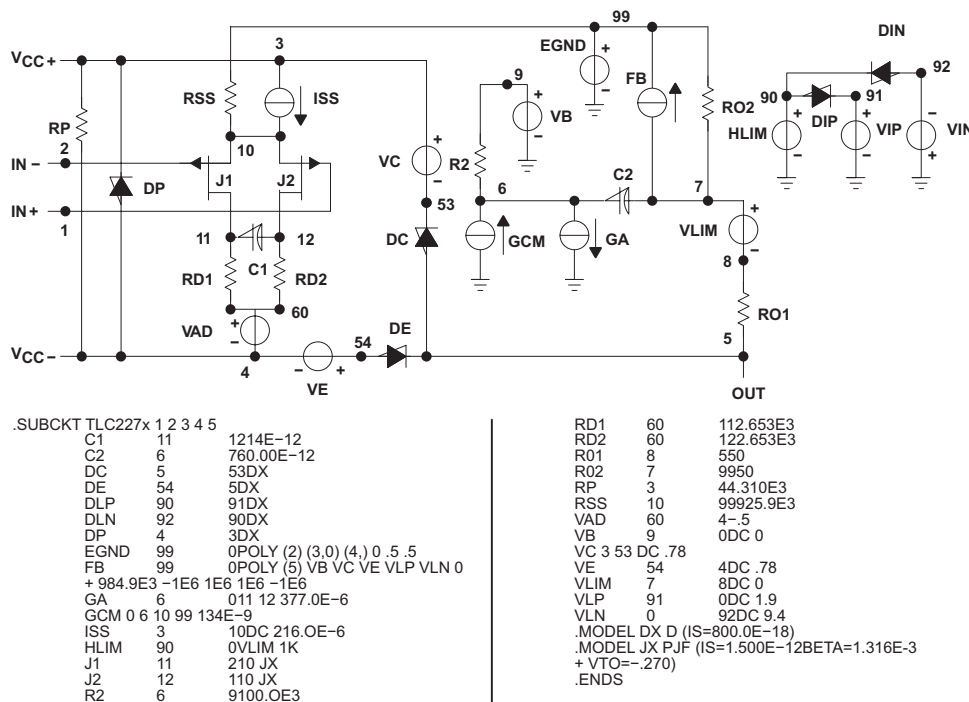 99
DIN
3
VCC+
EGND
+
92
9
FB
RSS
ISS
+
90
91
RO2
RP
VB
DIP
HLIM
VIP
VIN
2
10
VC
R2
IN −
C2
6
7
J1
J2
DP
IN+
53
1
11
12
GCM
GA
VLIM
C1
DC
8
RD1
RD2
60
RO1
VAD
DE
5
54
VCC−
4
VE
OUT
.SUBCKT TLC227x 1 2 3 4 5
C1 11 1214E−12
C2 6 760.00E−12
DC 5 53DX
DE 54 5DX
DLP 90 91DX
DLN 92 90DX
DP 4 3DX
EGND 99 0POLY (2) (3,0) (4,) 0 .5 .5
FB 99 0POLY (5) VB VC VE VLP VLN 0
+ 984.9E3 −1E6 1E6 1E6 −1E6
GA 6 011 12 377.0E−6
GCM 0 6 10 99 134E−9
ISS 3 10DC 216.OE−6
HLIM 90 0VLIM 1K
J1 11 210 JX
J2 12 110 JX
R2 6 9100.OE3
RD1 60 112.653E3
RD2 60 122.653E3
R01 8 550
R02 7 9950
RP 3 44.310E3
RSS 10 99925.9E3
VAD 60 4−.5
VB 9 0DC 0
VC 3 53 DC .78
VE 54 4DC .78
VLIM 7 8DC 0
VLP 91 0DC 1.9
VLN 0 92DC 9.4
.MODEL DX D (IS=800.0E−18)
.MODEL JX PJF (IS=1.500E−12BETA=1.316E-3
+ VTO=−.270)
.ENDS